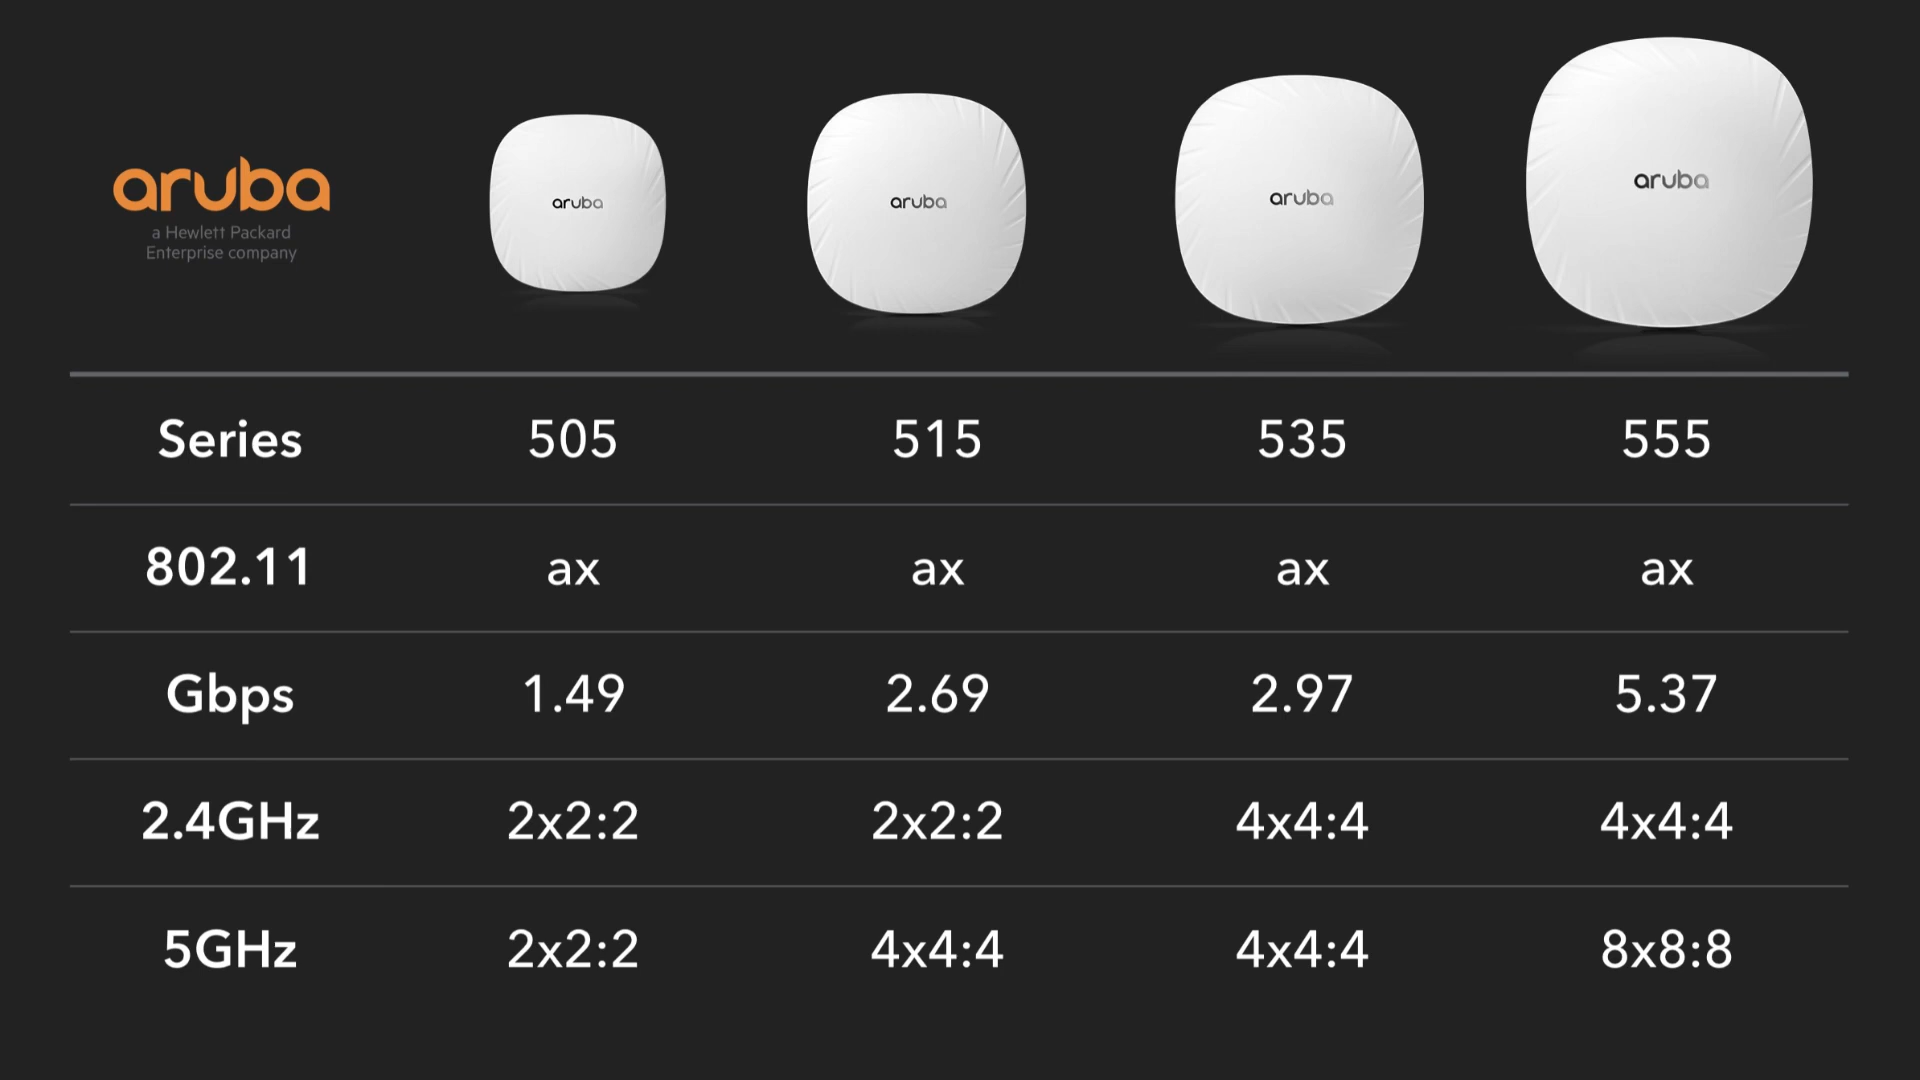 aruba
a Hewlett Packard
Enterprise company
aruba
aruba
aruba
aruba
Series 505 515 535 555
802.11 ax ax ax ax
Gbps 1.49 2.69 2.97 5.37
2.4GHz 2x2:2 2x2:2 4x4:4 4x4:4
5GHz 2x2:2 4x4:4 4x4:4 8x8:8